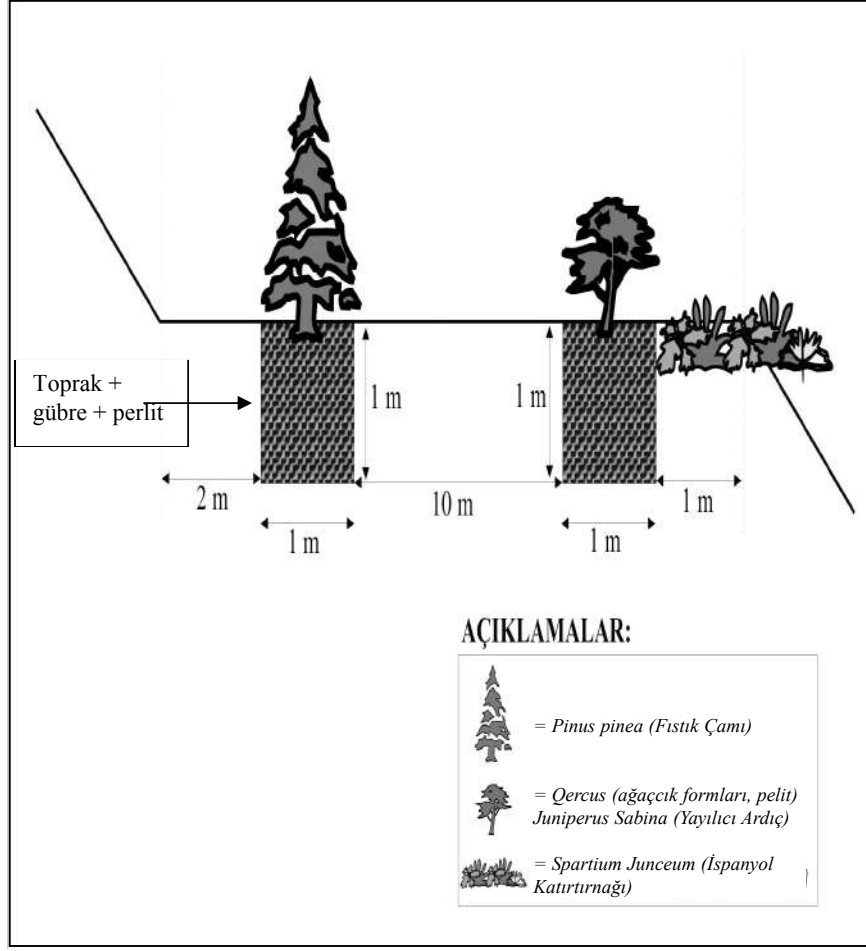 Toprak +
gübre + perlit
1 m
1 m
2 m
10 m
1 m
1 m
1 m
AÇIKLAMALAR:
= Pinus pinea (Fıstık Çamı)
= Qercus (ağaçcık formları, pelit)
Juniperus Sabina (Yayılıcı Ardıç)
= Spartium Junceum (İspanyol
Katırtırnağı)